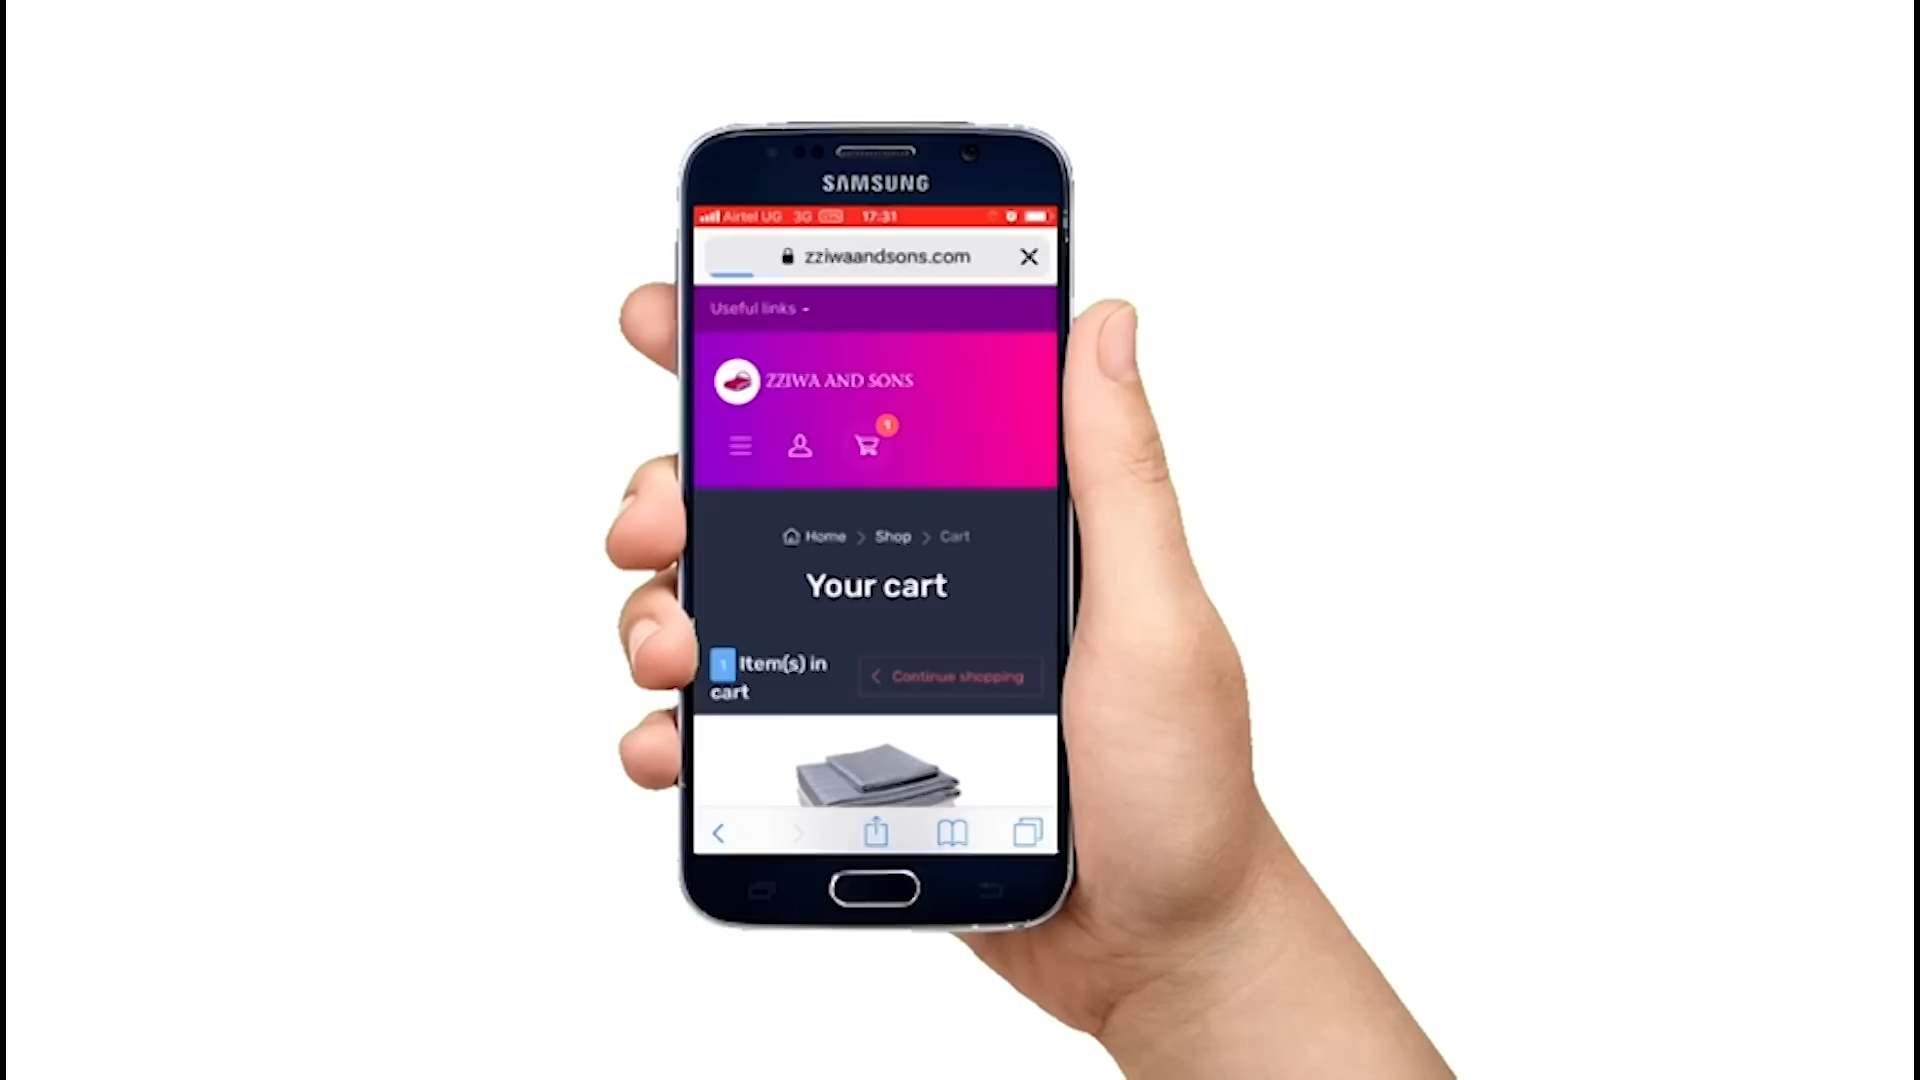 SAMSUNG
Airtel UG 3G VPN 17:31
zziwaandsons.com
Useful links
ZZIWA AND SONS
1
Home > Shop > Cart
Your cart
1 Item(s) in
cart
Continue shopping